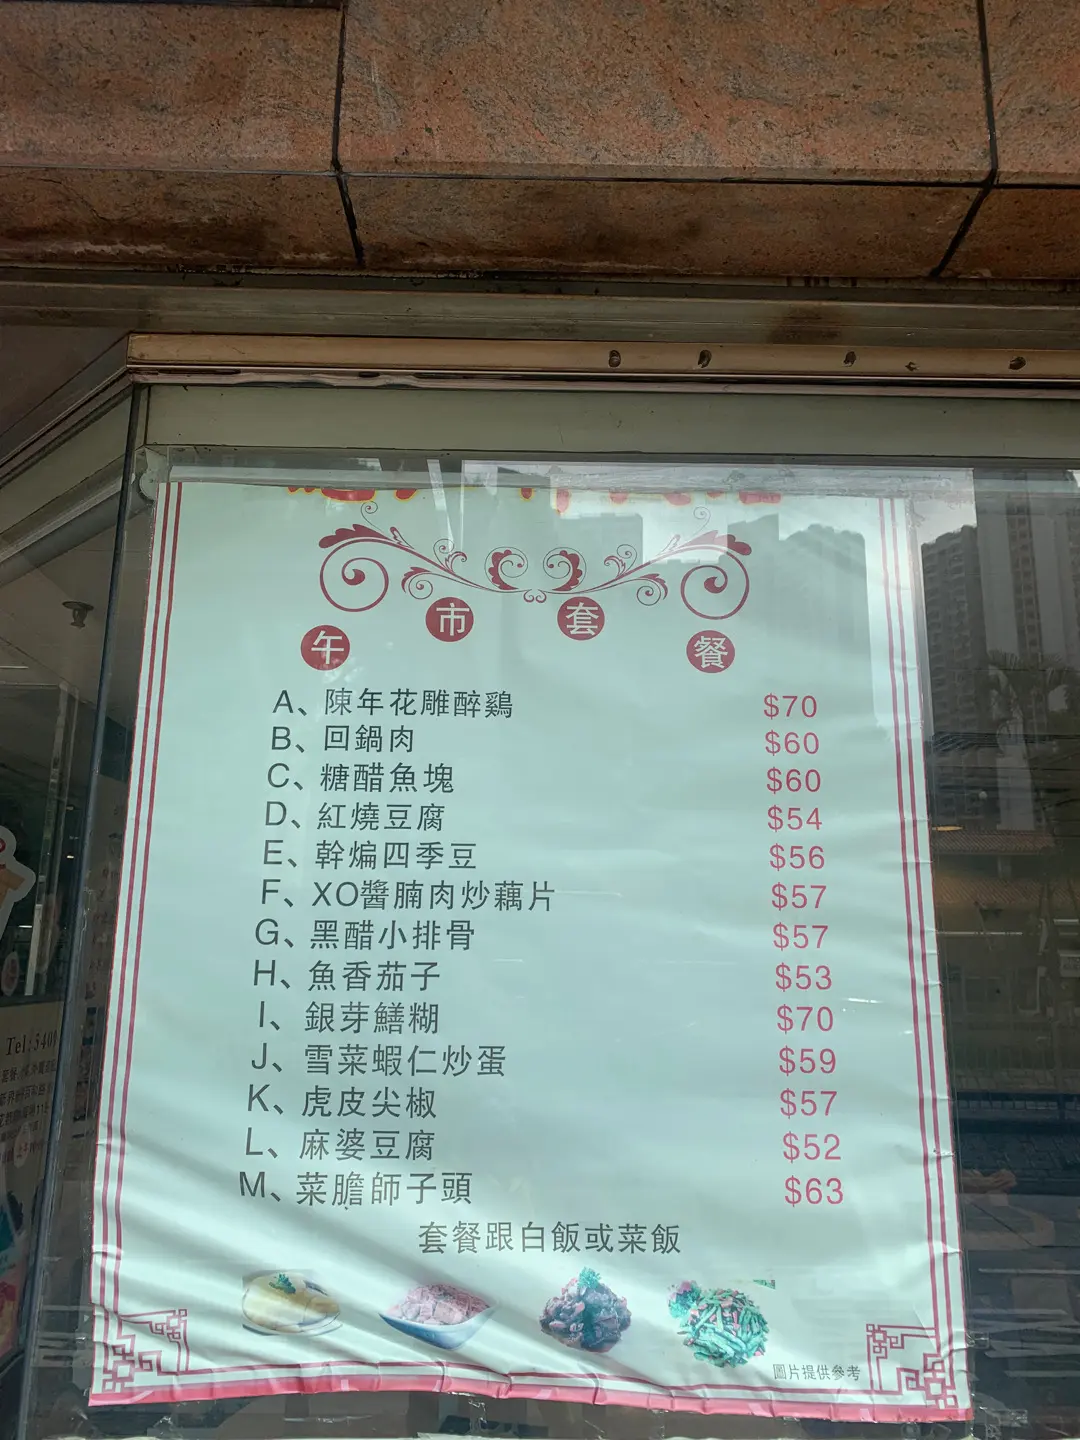 午市套餐
A、陳年花雕醉鷄 $70
B、回鍋肉 $60
C、糖醋魚塊 $60
D、紅燒豆腐 $54
E、幹煸四季豆 $56
F、XO醬腩肉炒藕片 $57
G、黑醋小排骨 $57
H、魚香茄子 $53
I、銀芽鱔糊 $70
J、雪菜蝦仁炒蛋 $59
K、虎皮尖椒 $57
L、麻婆豆腐 $52
M、菜膽師子頭 $63
套餐跟白飯或菜飯
圖片提供參考
Tel:340